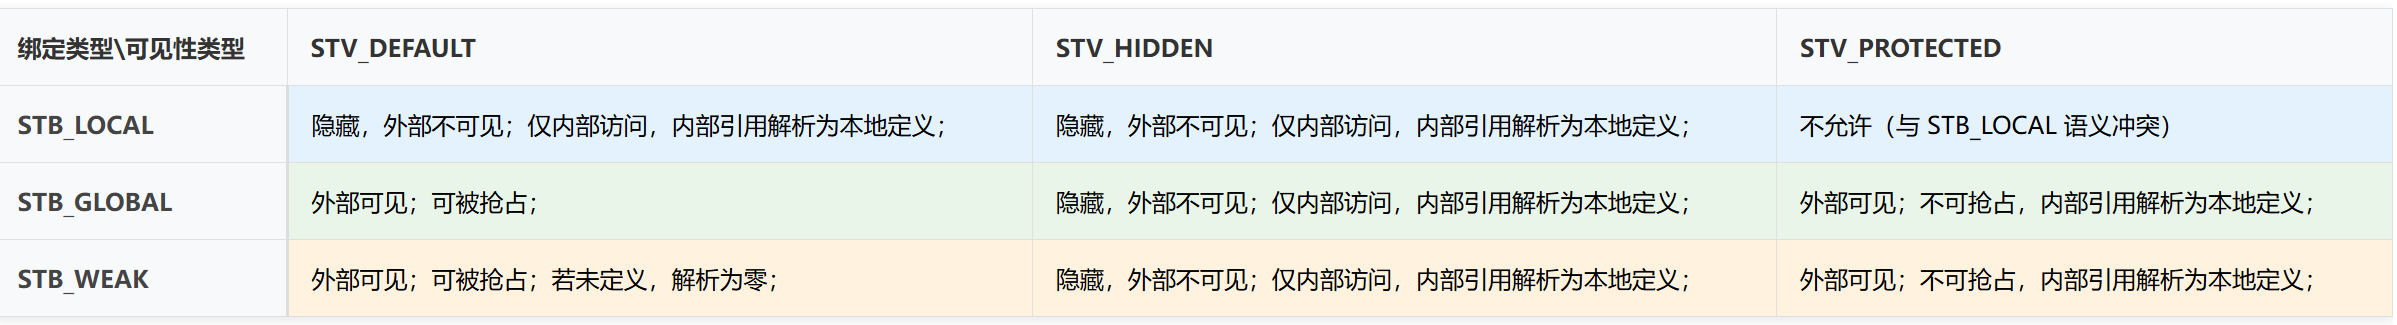 绑定类型\可见性类型 STV_DEFAULT STV_HIDDEN STV_PROTECTED
STB_LOCAL 隐藏，外部不可见；仅内部访问，内部引用解析为本地定义； 隐藏，外部不可见；仅内部访问，内部引用解析为本地定义； 不允许（与 STB_LOCAL 语义冲突）
STB_GLOBAL 外部可见；可被抢占； 隐藏，外部不可见；仅内部访问，内部引用解析为本地定义； 外部可见；不可抢占，内部引用解析为本地定义；
STB_WEAK 外部可见；可被抢占；若未定义，解析为零； 隐藏，外部不可见；仅内部访问，内部引用解析为本地定义； 外部可见；不可抢占，内部引用解析为本地定义；